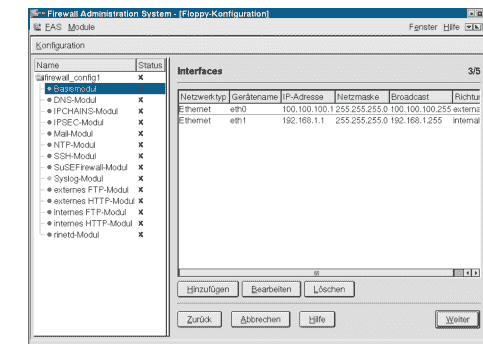 Firewall Administration System - [Floppy-Konfiguration]
FAS Module Fenster Hilfe
Konfiguration
Name Status
firewall_config1 x
Basismodul
DNS-Modul x
IPCHAINS-Modul x
IPSEC-Modul x
Mail-Modul x
NTP-Modul x
SSH-Modul x
SuSEFirewall-Modul x
Syslog-Modul x
externes FTP-Modul x
externes HTTP-Modul x
internes FTP-Modul x
internes HTTP-Modul x
rinetd-Modul x
Interfaces 3/5
Netzwerktyp Gerätename IP-Adresse Netzmaske Broadcast Richtun
Ethernet eth0 100.100.100.1 255.255.255.0 100.100.100.255 externa
Ethernet eth1 192.168.1.1 255.255.255.0 192.168.1.255 internal
Hinzufügen Bearbeiten Löschen
Zurück Abbrechen Hilfe Weiter